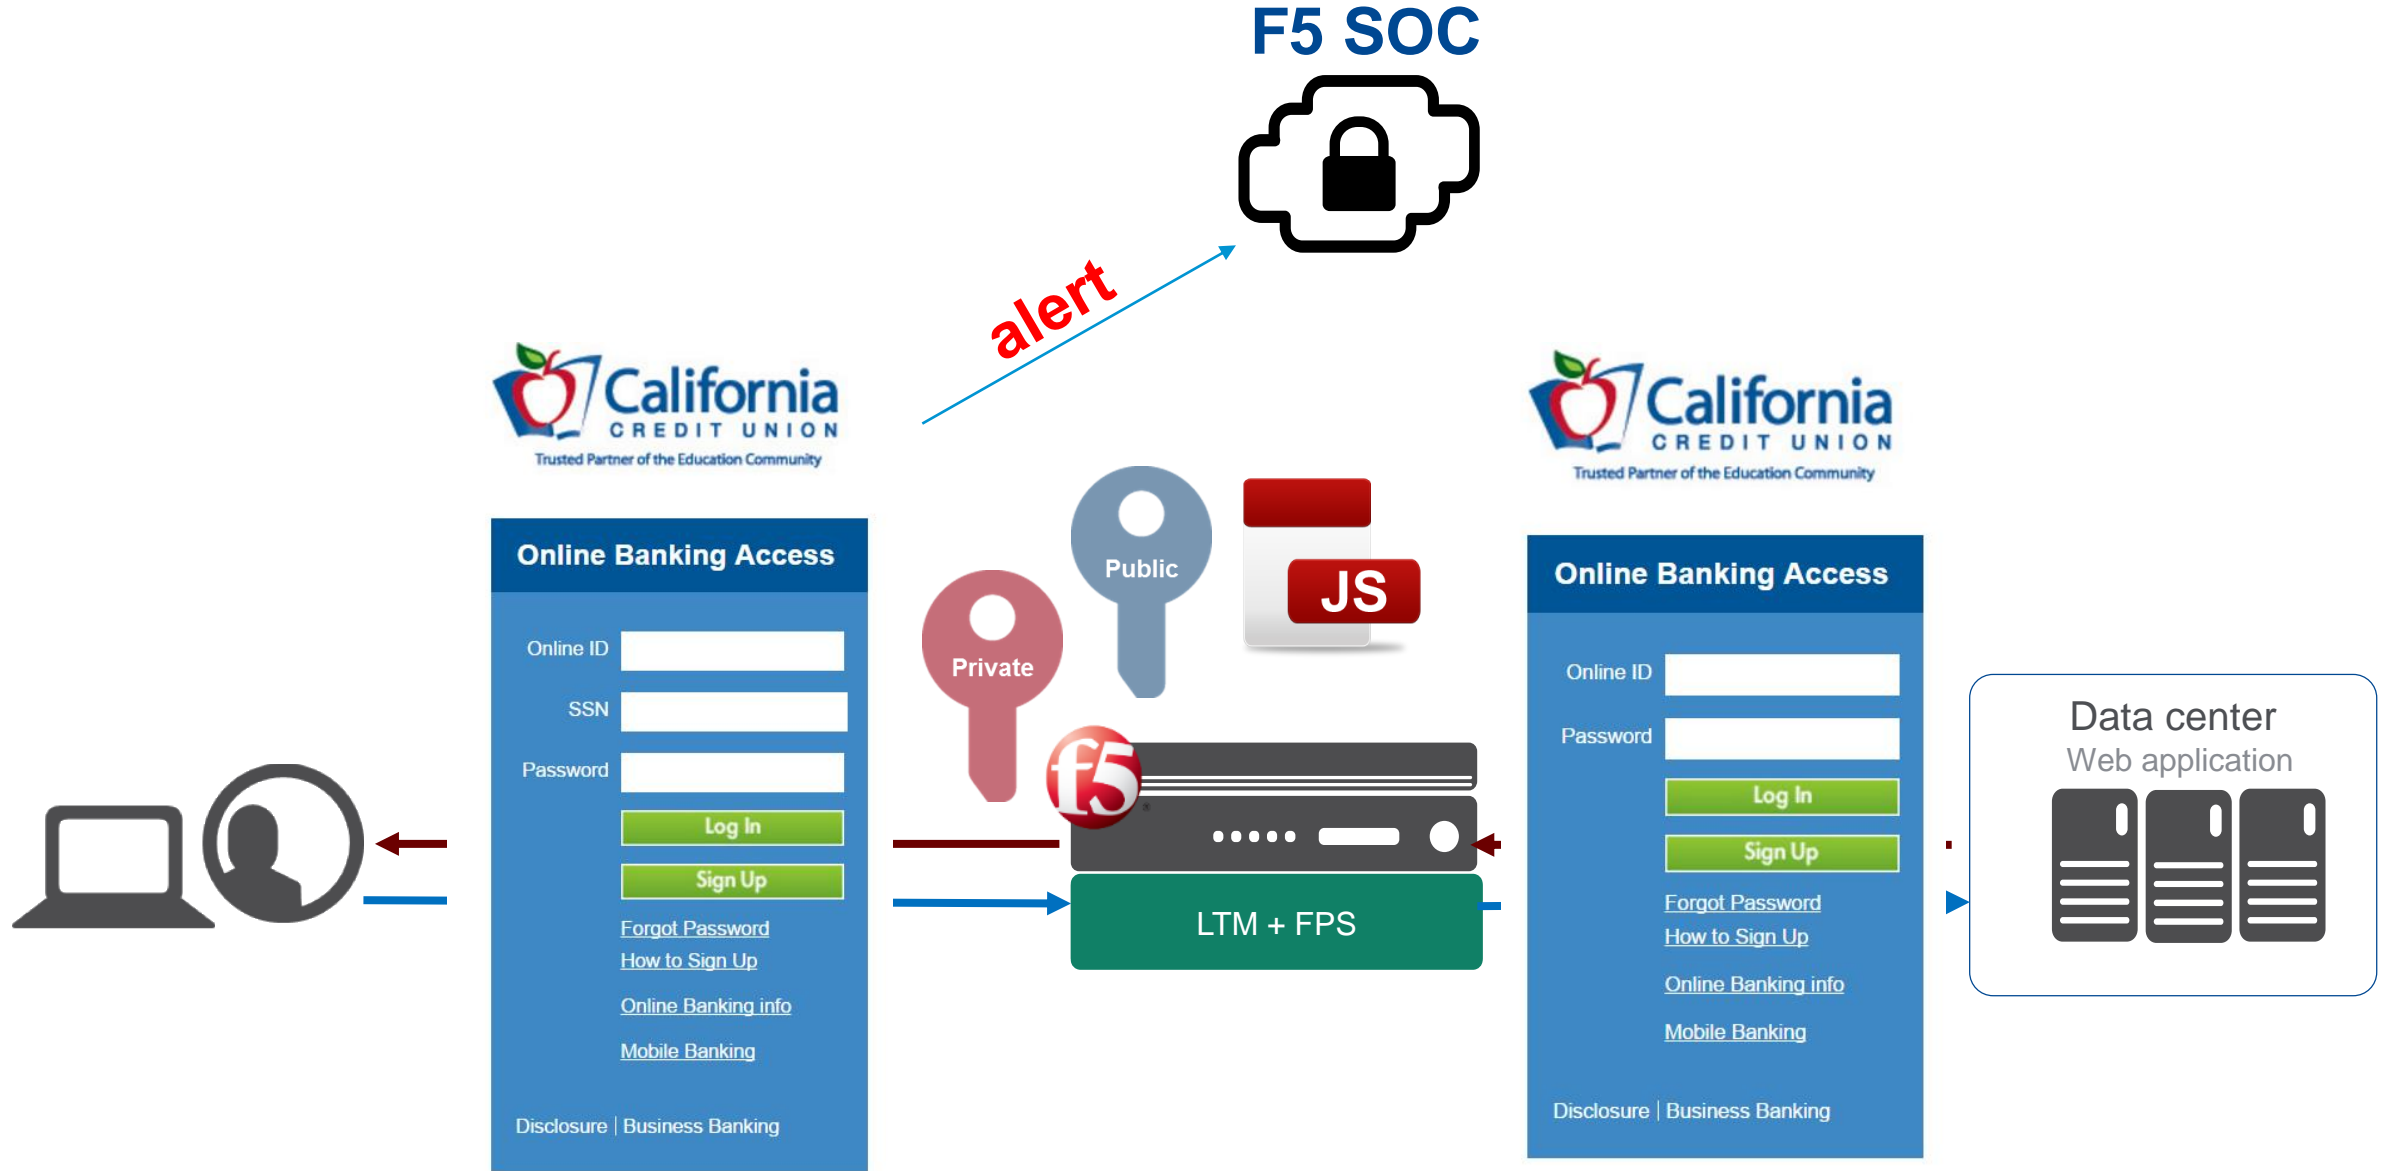 F5 SOC
alert
California
CREDIT UNION
Trusted Partner of the Education Community
Online Banking Access
Online ID
SSN
Password
Log In
Sign Up
Forgot Password
How to Sign Up
Online Banking info
Mobile Banking
Disclosure | Business Banking
Public
Private
JS
f5
LTM + FPS
California
CREDIT UNION
Trusted Partner of the Education Community
Online Banking Access
Online ID
Password
Log In
Sign Up
Forgot Password
How to Sign Up
Online Banking info
Mobile Banking
Disclosure | Business Banking
Data center
Web application